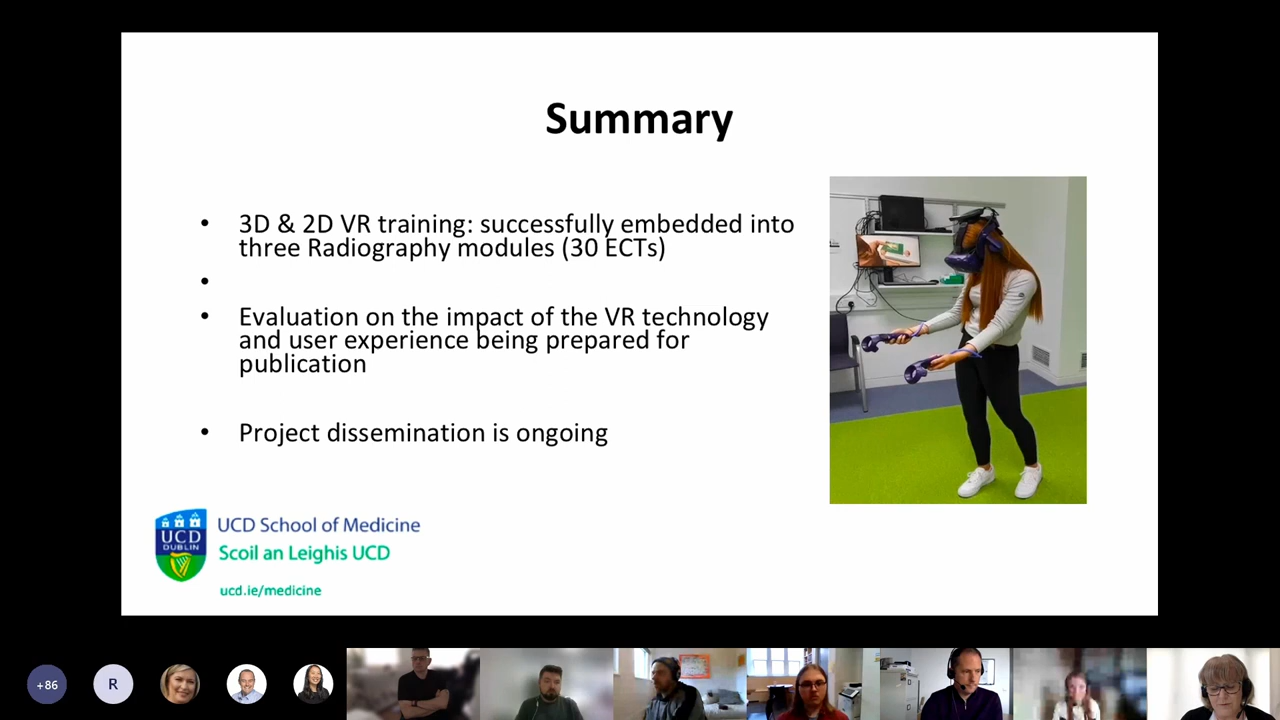 Summary
• 3D & 2D VR training: successfully embedded into
three Radiography modules (30 ECTs)
•
• Evaluation on the impact of the VR technology
and user experience being prepared for
publication
• Project dissemination is ongoing
UCD
DUBLIN
UCD School of Medicine
Scoil an Leighis UCD
ucd.ie/medicine
+86
R